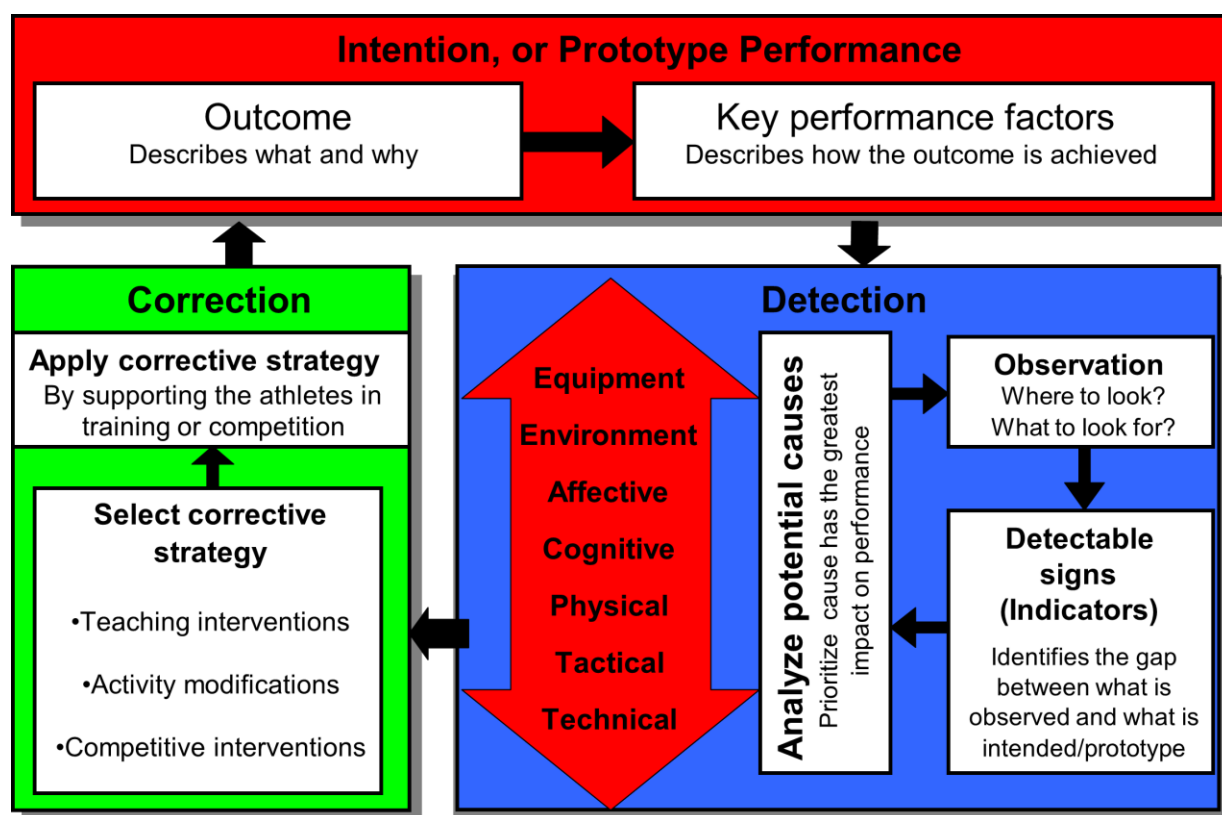 Intention, or Prototype Performance
Outcome
Describes what and why
Key performance factors
Describes how the outcome is achieved
Correction
Apply corrective strategy
By supporting the athletes in
training or competition
Select corrective
strategy
•Teaching interventions
•Activity modifications
•Competitive interventions
Detection
Equipment
Environment
Affective
Cognitive
Physical
Tactical
Technical
Analyze potential causes
Prioritize cause has the greatest
impact on performance
Observation
Where to look?
What to look for?
Detectable
signs
(Indicators)
Identifies the gap
between what is
observed and what is
intended/prototype